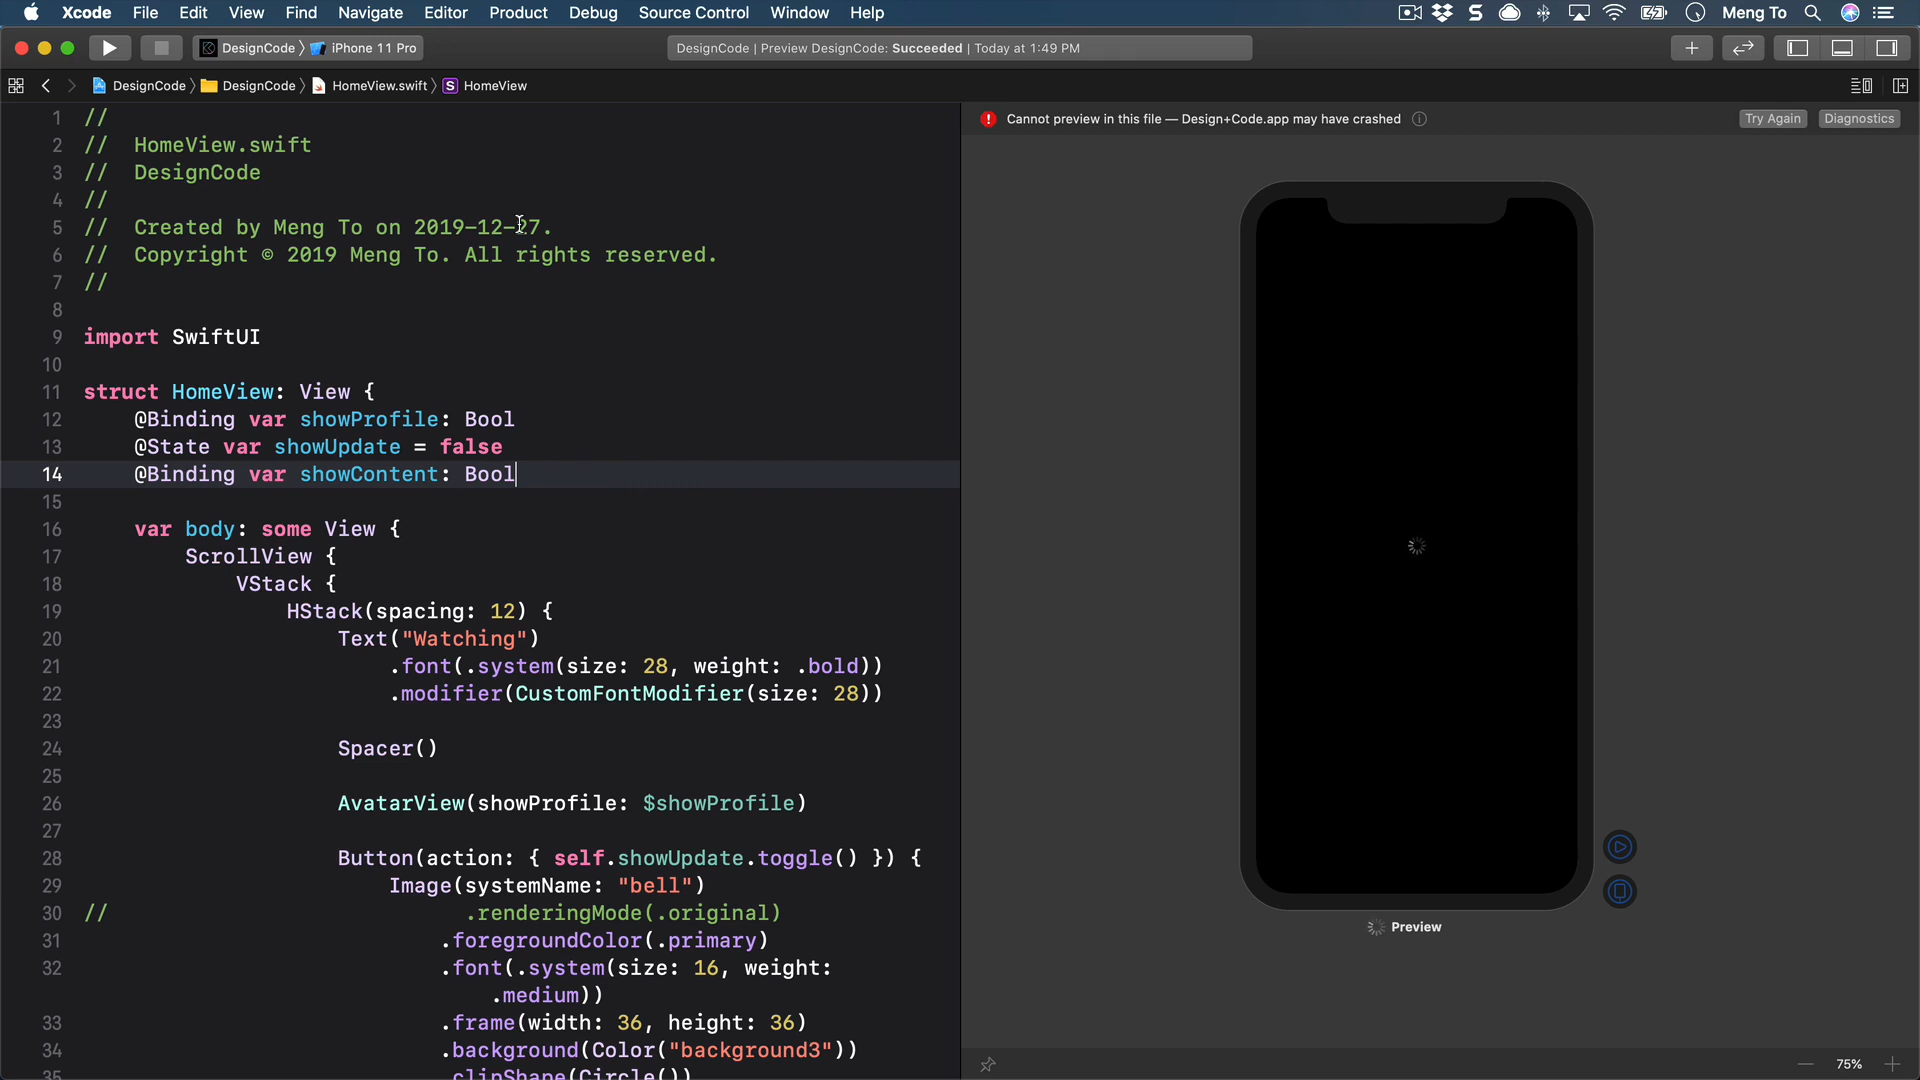 Xcode File Edit View Find Navigate Editor Product Debug Source Control Window Help Meng To
DesignCode 〉 iPhone 11 Pro
DesignCode | Preview DesignCode: Succeeded | Today at 1:49 PM
DesignCode 〉 DesignCode 〉 HomeView.swift 〉 S HomeView
Cannot preview in this file — Design+Code.app may have crashed
Try Again
Diagnostics
1 //
2 //  HomeView.swift
3 //  DesignCode
4 //
5 //  Created by Meng To on 2019-12-27.
6 //  Copyright © 2019 Meng To. All rights reserved.
7 //
8
9 import SwiftUI
10
11 struct HomeView: View {
12     @Binding var showProfile: Bool
13     @State var showUpdate = false
14     @Binding var showContent: Bool
15
16     var body: some View {
17         ScrollView {
18             VStack {
19                 HStack(spacing: 12) {
20                     Text("Watching")
21                         .font(.system(size: 28, weight: .bold))
22                         .modifier(CustomFontModifier(size: 28))
23
24                     Spacer()
25
26                     AvatarView(showProfile: $showProfile)
27
28                     Button(action: { self.showUpdate.toggle() }) {
29                         Image(systemName: "bell")
30 //                            .renderingMode(.original)
31                             .foregroundColor(.primary)
32                             .font(.system(size: 16, weight:
.medium))
33                             .frame(width: 36, height: 36)
34                             .background(Color("background3"))
35                             .clipShape(Circle())
Preview
75%